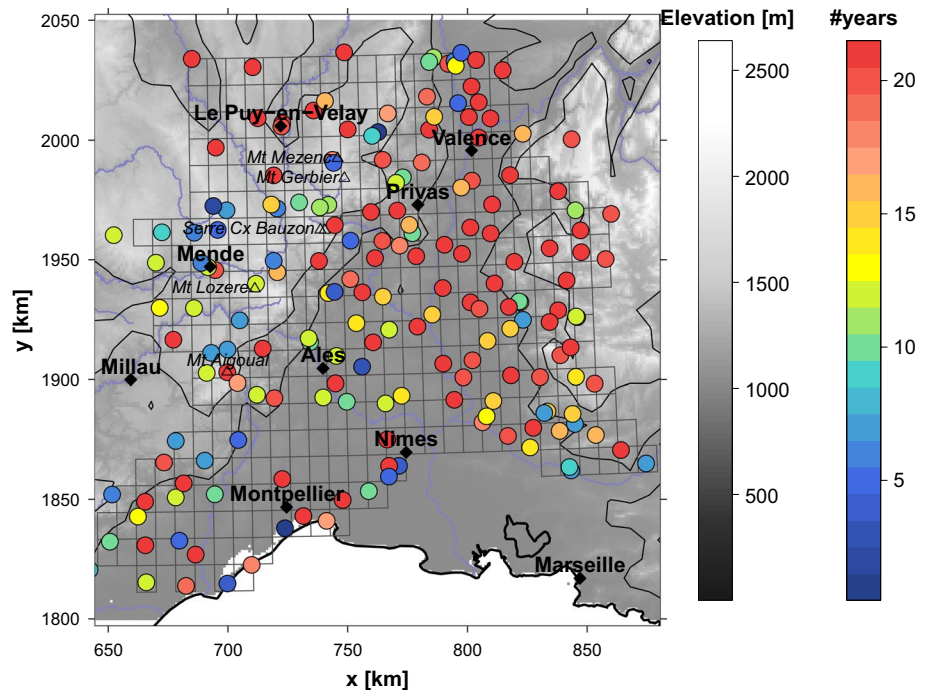 Elevation [m]
#years
2050
2000
1950
1900
1850
1800
y [km]
650
700
750
800
850
x [km]
Le Puy−en−Velay
Valence
Mt Mezenc
Mt Gerbier
Privas
Serre Cx Bauzon
Mende
Mt Lozere
Mt Aigoual
Millau
Ales
Nimes
Montpellier
Marseille
2500
2000
1500
1000
500
20
15
10
5